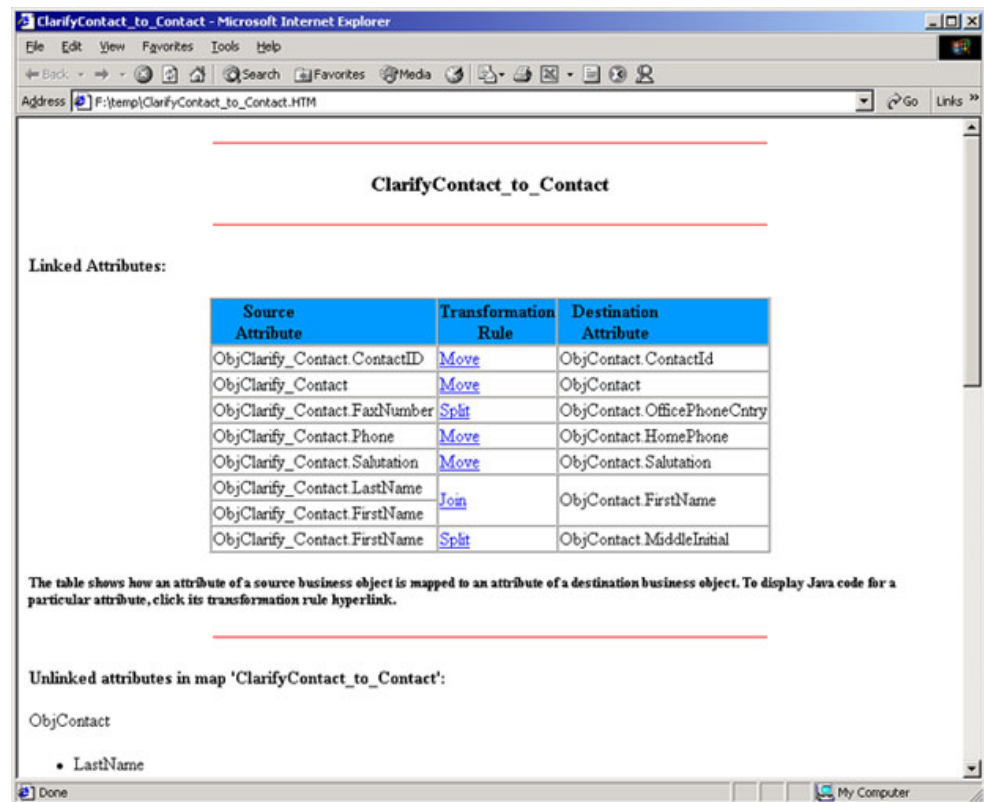 ClarifyContact_to_Contact - Microsoft Internet Explorer
File Edit View Favorites Tools Help
Back Search Favorites Media
Address F:\temp\ClarifyContact_to_Contact.HTM Go Links »
ClarifyContact_to_Contact
Linked Attributes:
Source Attribute Transformation Rule Destination Attribute
ObjClarify_Contact.ContactID Move ObjContact.ContactId
ObjClarify_Contact Move ObjContact
ObjClarify_Contact.FaxNumber Split ObjContact.OfficePhoneCntry
ObjClarify_Contact.Phone Move ObjContact.HomePhone
ObjClarify_Contact.Salutation Move ObjContact.Salutation
ObjClarify_Contact.LastName Join ObjContact.FirstName
ObjClarify_Contact.FirstName
ObjClarify_Contact.FirstName Split ObjContact.MiddleInitial
The table shows how an attribute of a source business object is mapped to an attribute of a destination business object. To display Java code for a
particular attribute, click its transformation rule hyperlink.
Unlinked attributes in map 'ClarifyContact_to_Contact':
ObjContact
• LastName
Done My Computer